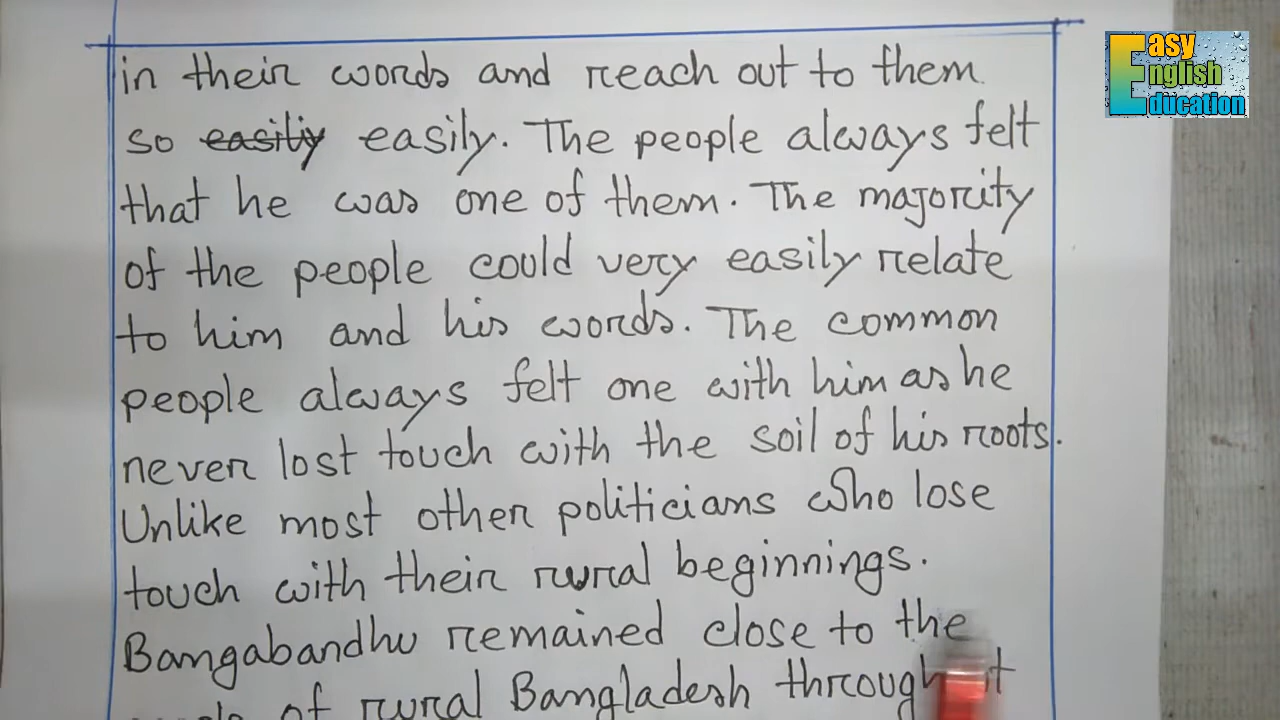 in their words and reach out to them
so easiliy easily. The people always felt
that he was one of them. The majority
of the people could very easily relate
to him and his words. The common
people always felt one with him as he
never lost touch with the soil of his roots.
Unlike most other politicians who lose
touch with their rural beginnings.
Bangabandhu remained close to the
of rural Bangladesh throughout
Easy
English
Education